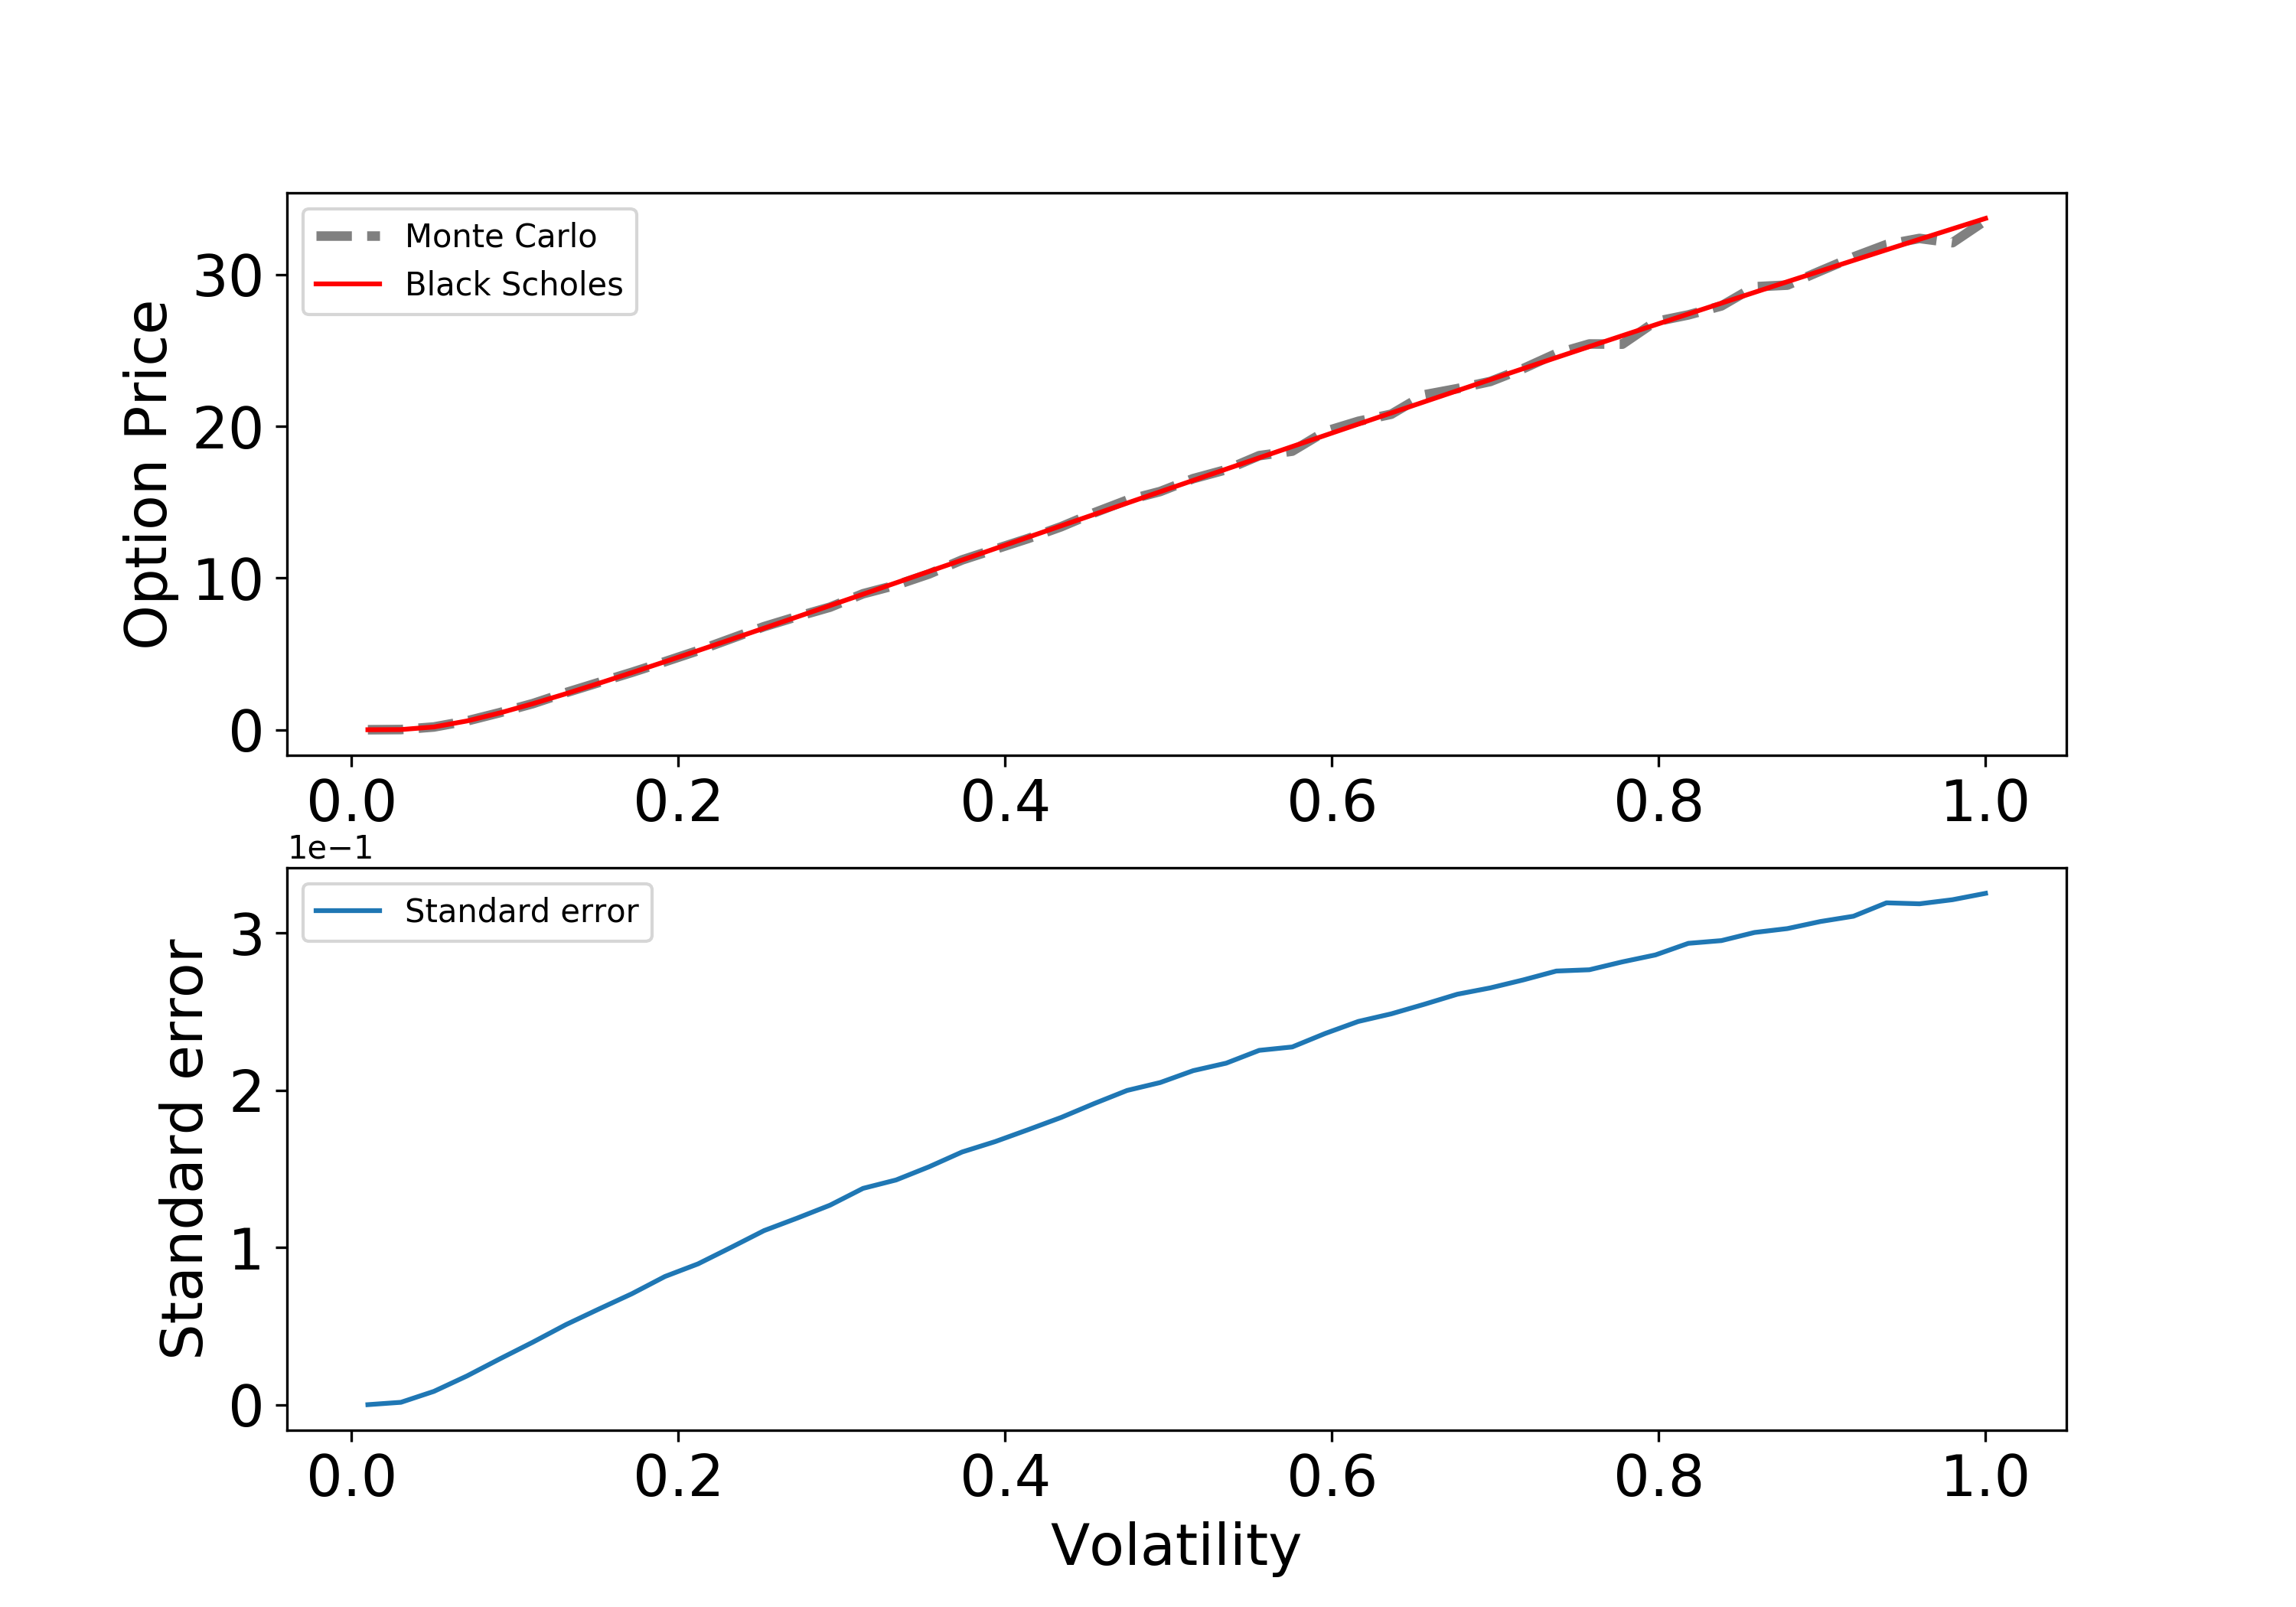 Monte Carlo
Black Scholes
Option Price
30
20
10
0
0.0 0.2 0.4 0.6 0.8 1.0
1e−1
Standard error
Standard error
3
2
1
0
0.0 0.2 0.4 0.6 0.8 1.0
Volatility